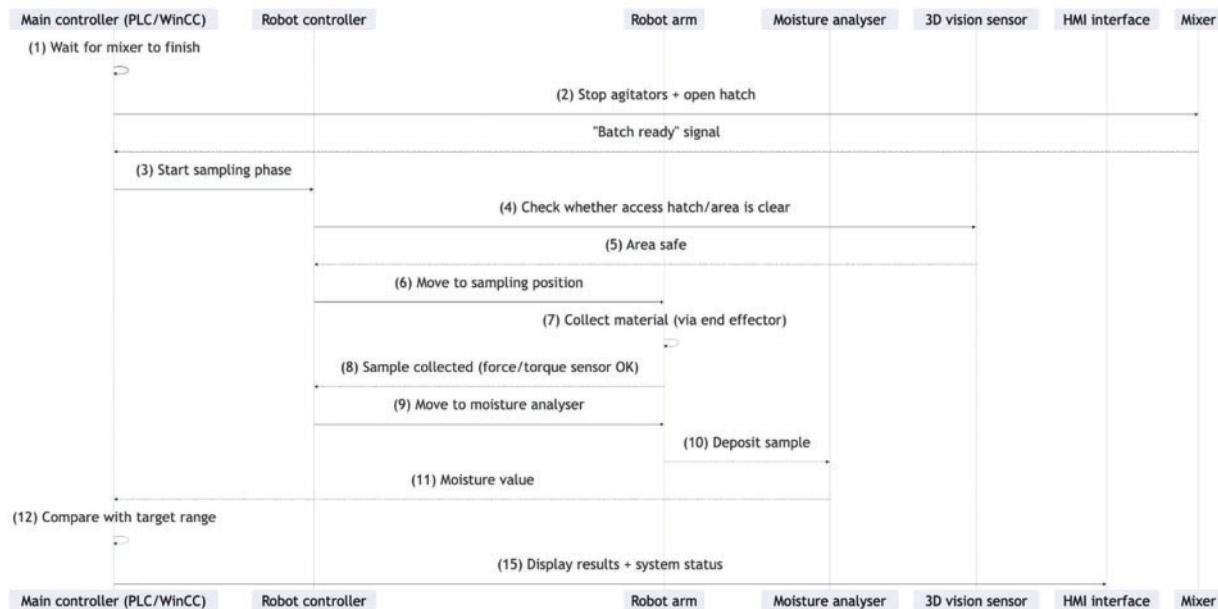 Main controller (PLC/WinCC) Robot controller Robot arm Moisture analyser 3D vision sensor HMI interface Mixer
(1) Wait for mixer to finish
(2) Stop agitators + open hatch
"Batch ready" signal
(3) Start sampling phase
(4) Check whether access hatch/area is clear
(5) Area safe
(6) Move to sampling position
(7) Collect material (via end effector)
(8) Sample collected (force/torque sensor OK)
(9) Move to moisture analyser
(10) Deposit sample
(11) Moisture value
(12) Compare with target range
(15) Display results + system status
Main controller (PLC/WinCC) Robot controller Robot arm Moisture analyser 3D vision sensor HMI interface Mixer